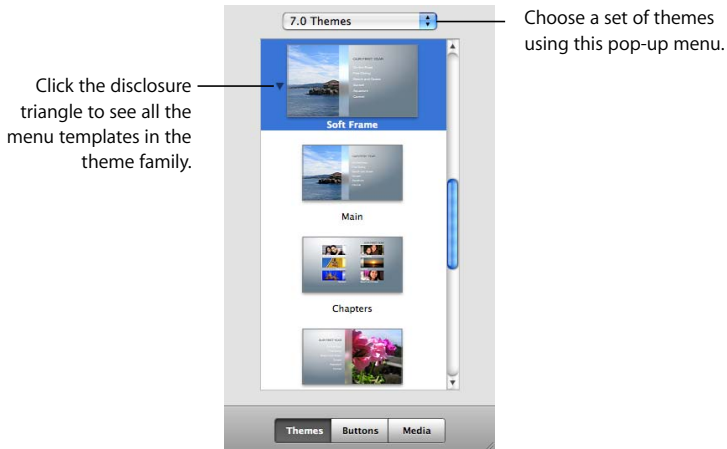 7.0 Themes
Choose a set of themes
using this pop-up menu.
Click the disclosure
triangle to see all the
menu templates in the
theme family.
Soft Frame
Main
Chapters
Themes
Buttons
Media